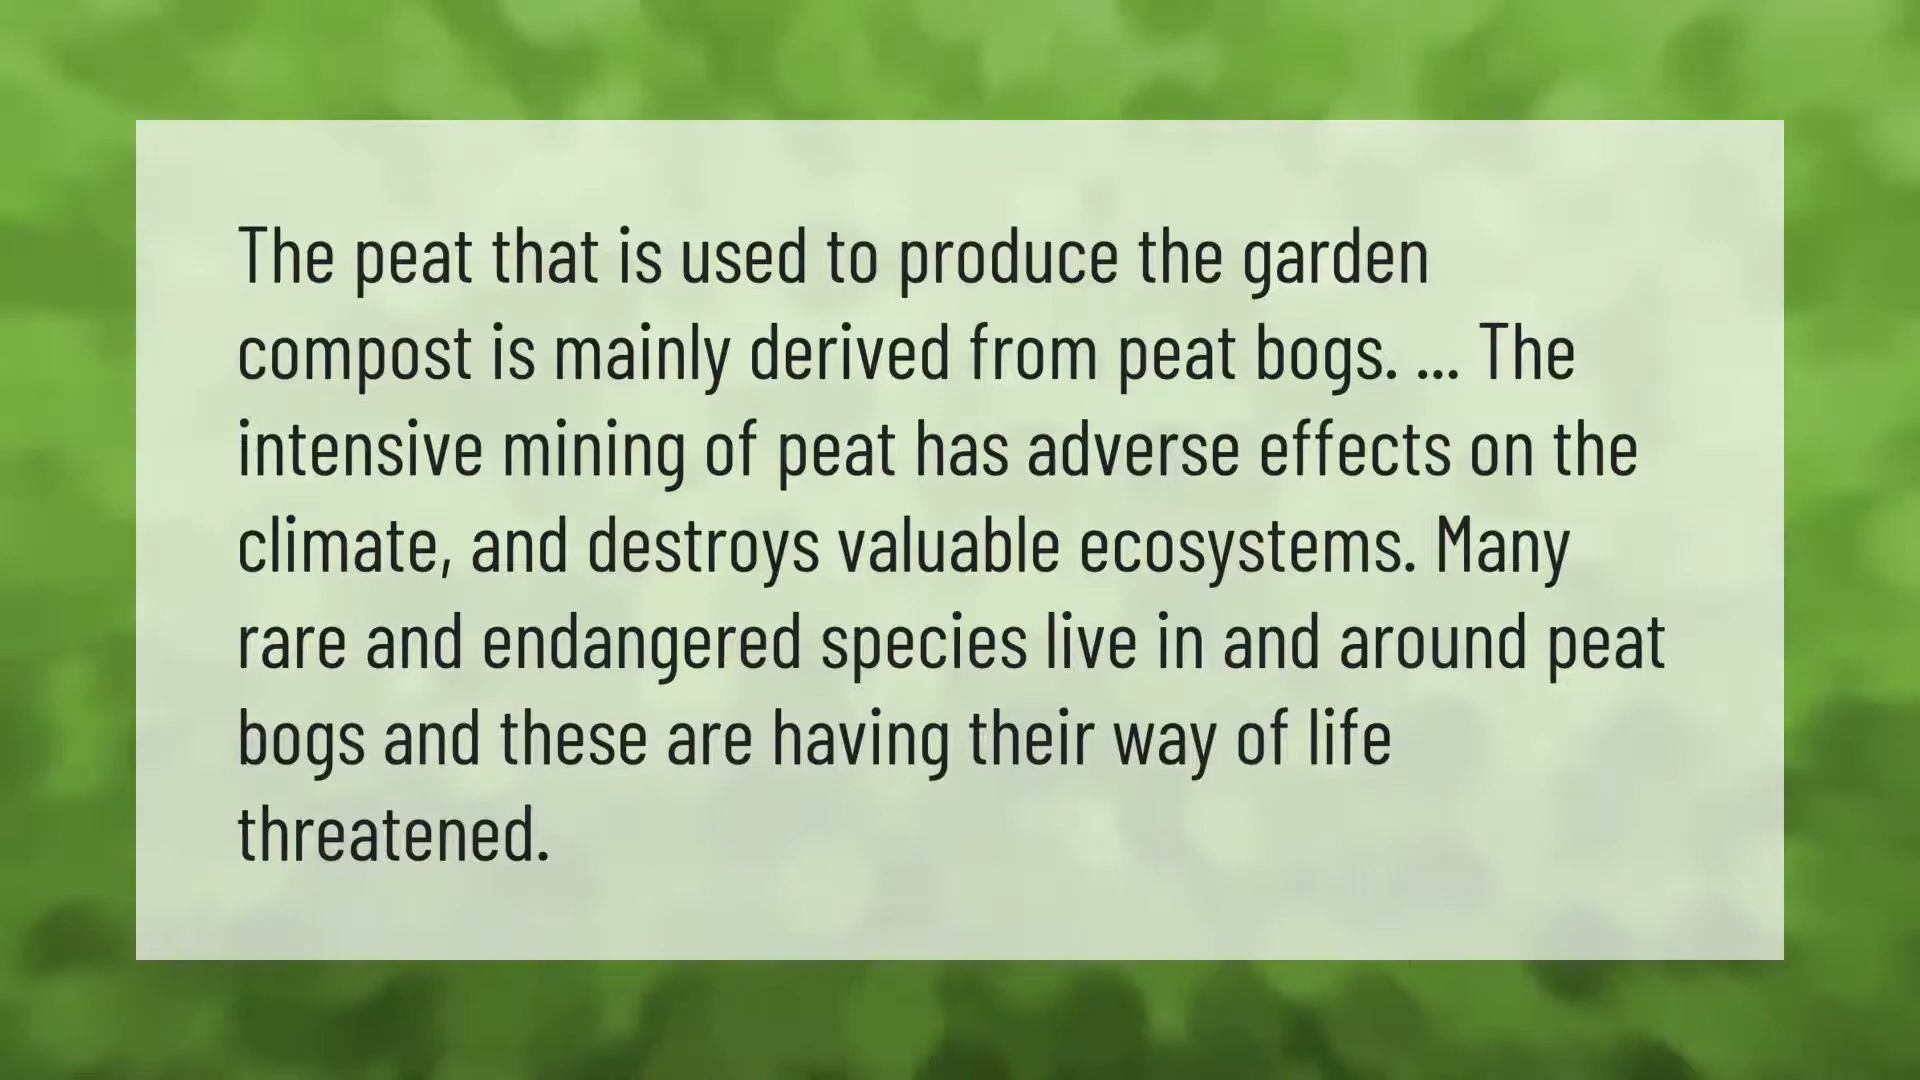 The peat that is used to produce the garden
compost is mainly derived from peat bogs. ... The
intensive mining of peat has adverse effects on the
climate, and destroys valuable ecosystems. Many
rare and endangered species live in and around peat
bogs and these are having their way of life
threatened.